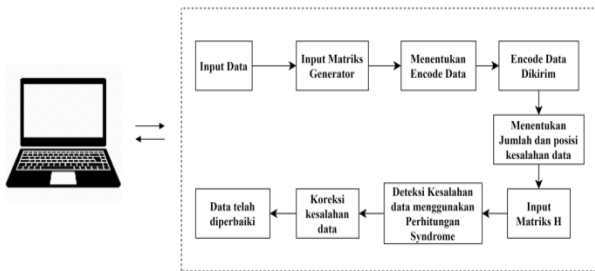 Input Data
Input Matriks
Generator
Menentukan
Encode Data
Encode Data
Dikirim
Menentukan
Jumlah dan posisi
kesalahan data
Input
Matriks H
Deteksi Kesalahan
data menggunakan
Perhitungan
Syndrome
Koreksi
kesalahan
data
Data telah
diperbaiki